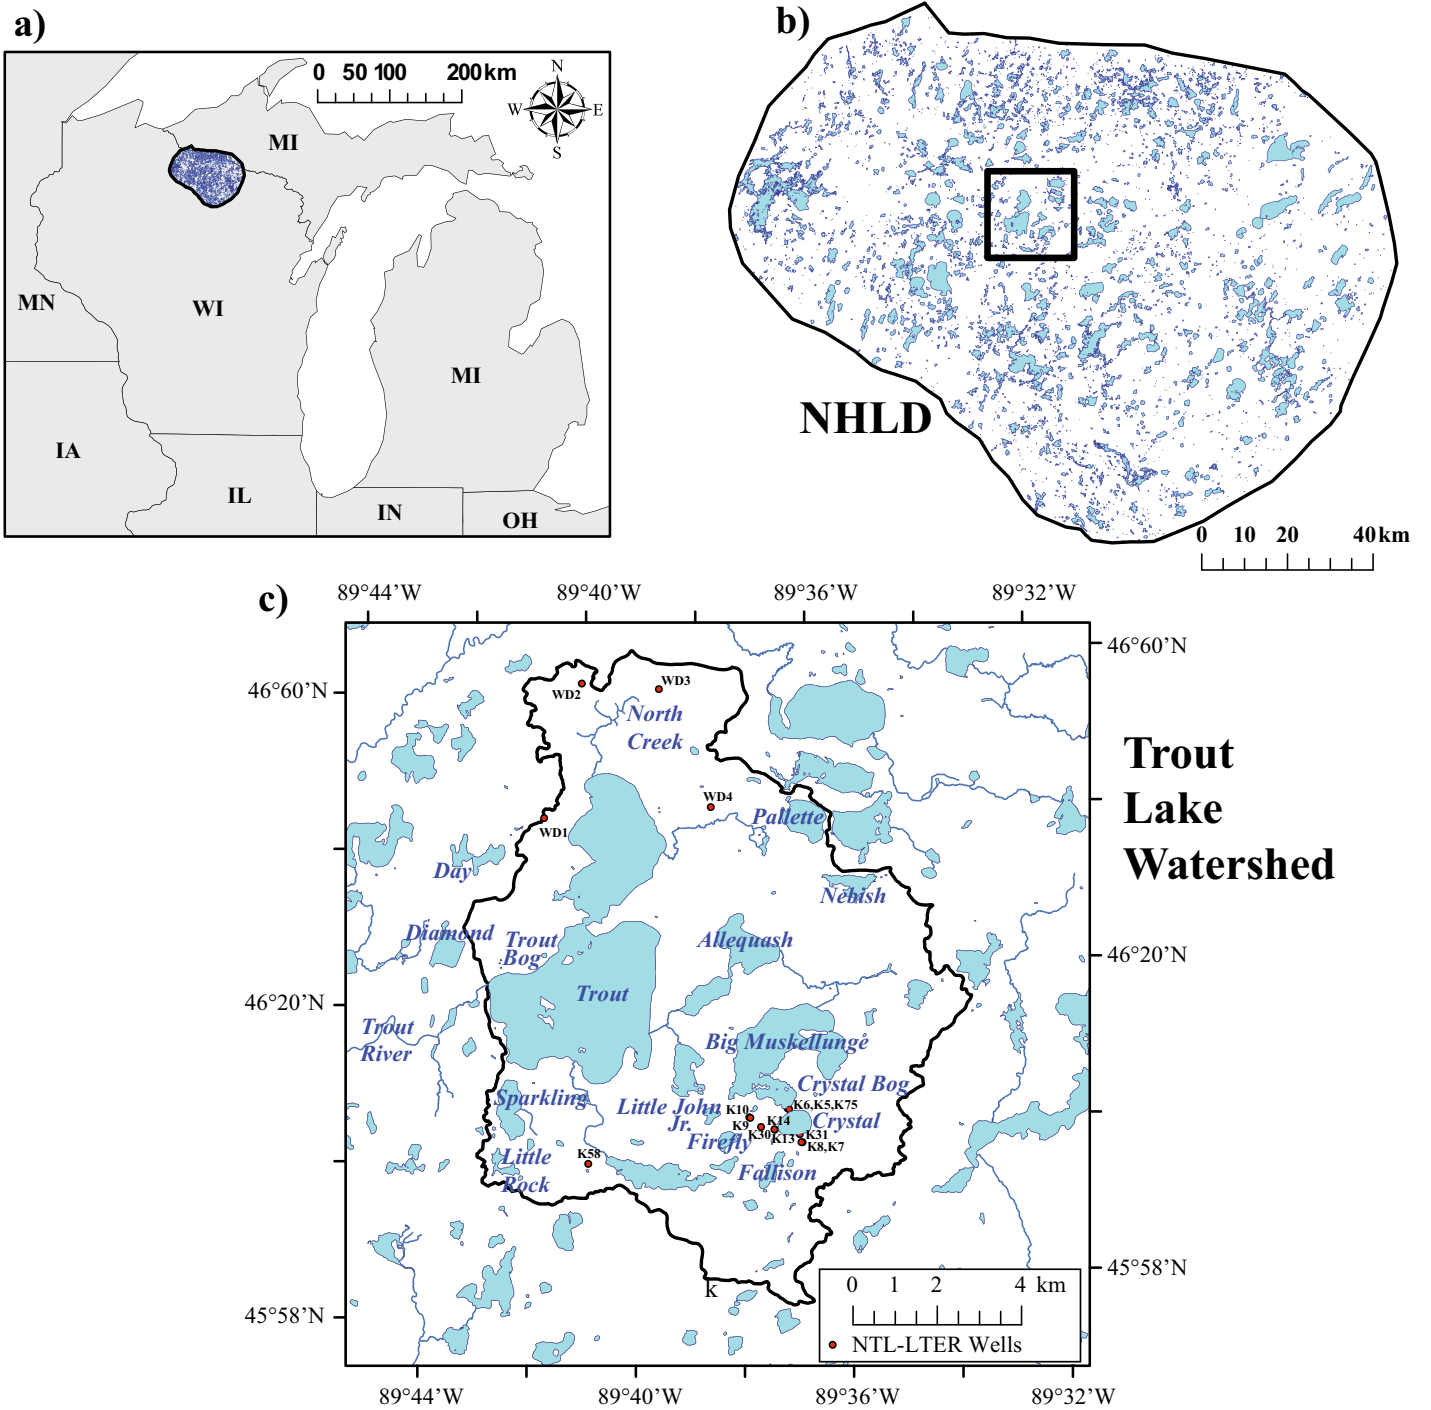 a)
0 50 100 200 km
N
W E
S
MI
MN
WI
MI
IA
IL
IN
OH
b)
NHLD
0 10 20 40 km
c)
89°44’W 89°40’W 89°36’W 89°32’W
46°60’N
46°60’N
46°20’N
46°20’N
45°58’N
45°58’N
WD2
WD3
North
Creek
WD4
WD1
Pallette
Day
Nebish
Diamond
Trout
Bog
Allequash
Trout
Trout
River
Big Muskellunge
Crystal Bog
Sparkling
Little John
Jr.
K10
K6,K5,K75
K9
K14
Crystal
K30
K13
K31
Firefly
K8,K7
Little
Rock
K58
Fallison
k
0 1 2 4 km
NTL-LTER Wells
89°44’W 89°40’W 89°36’W 89°32’W
Trout
Lake
Watershed